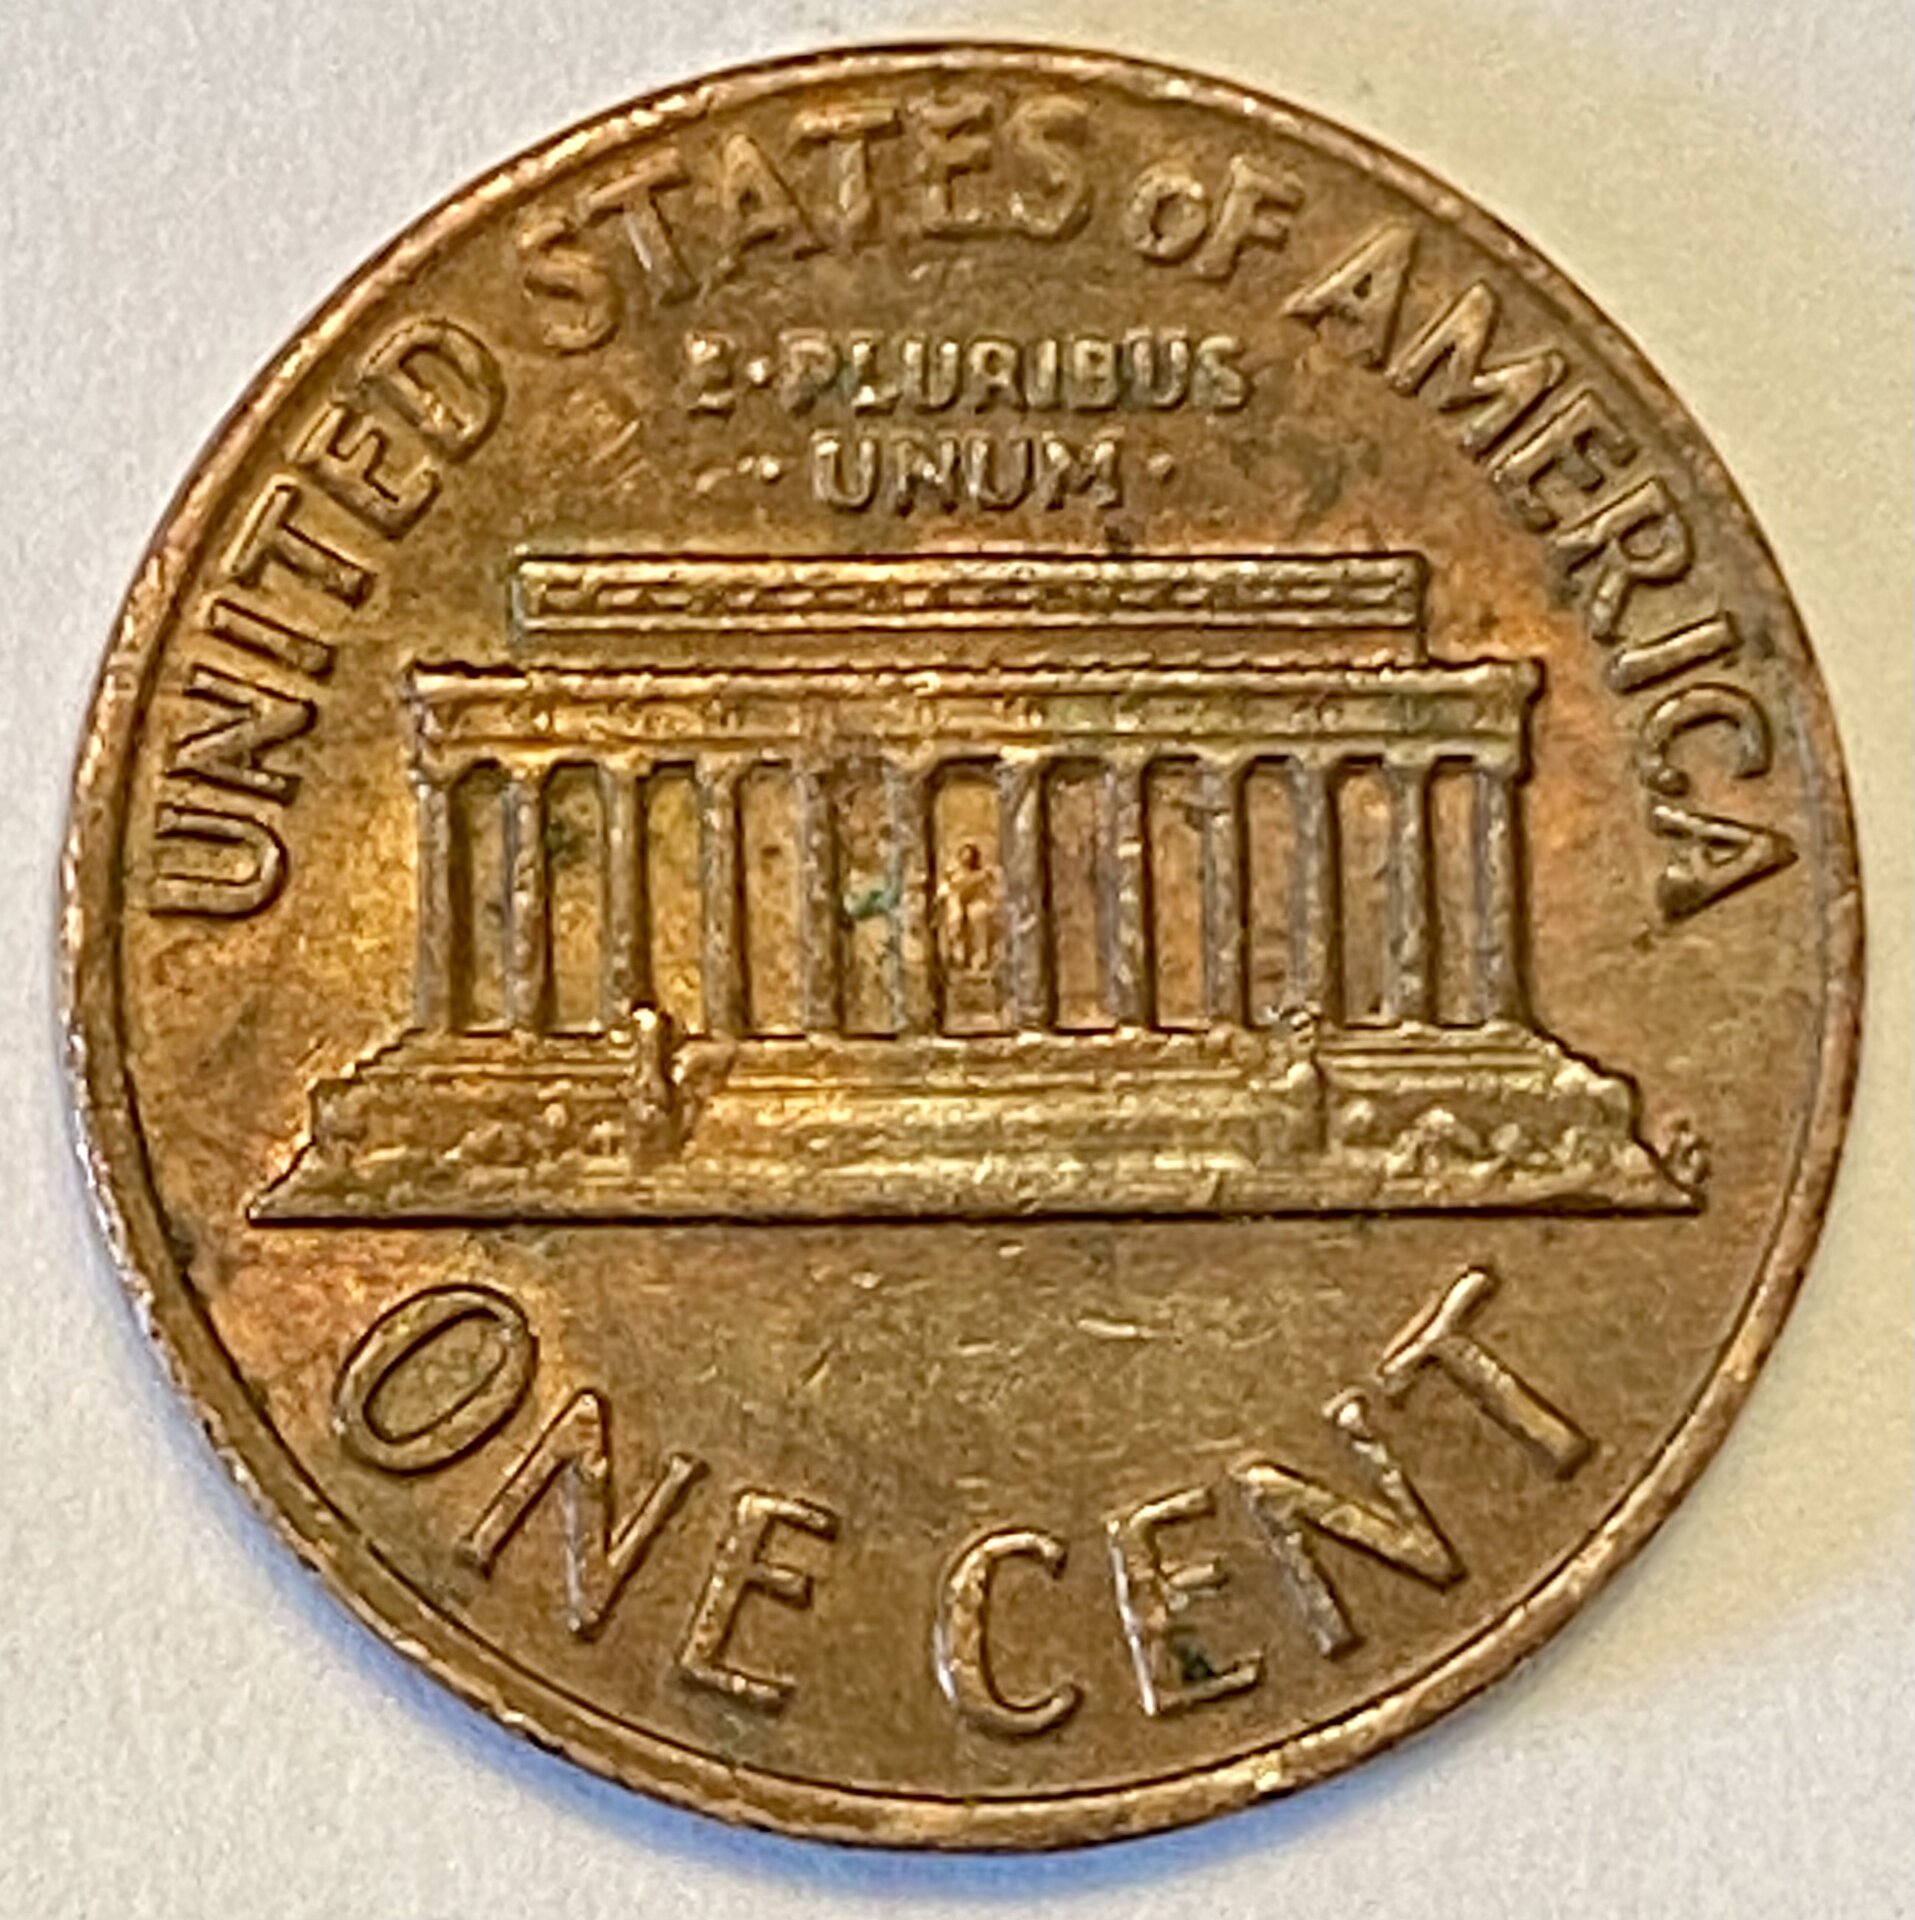 UNITED STATES OF AMERICA
E·PLURIBUS
·UNUM·
ONE CENT